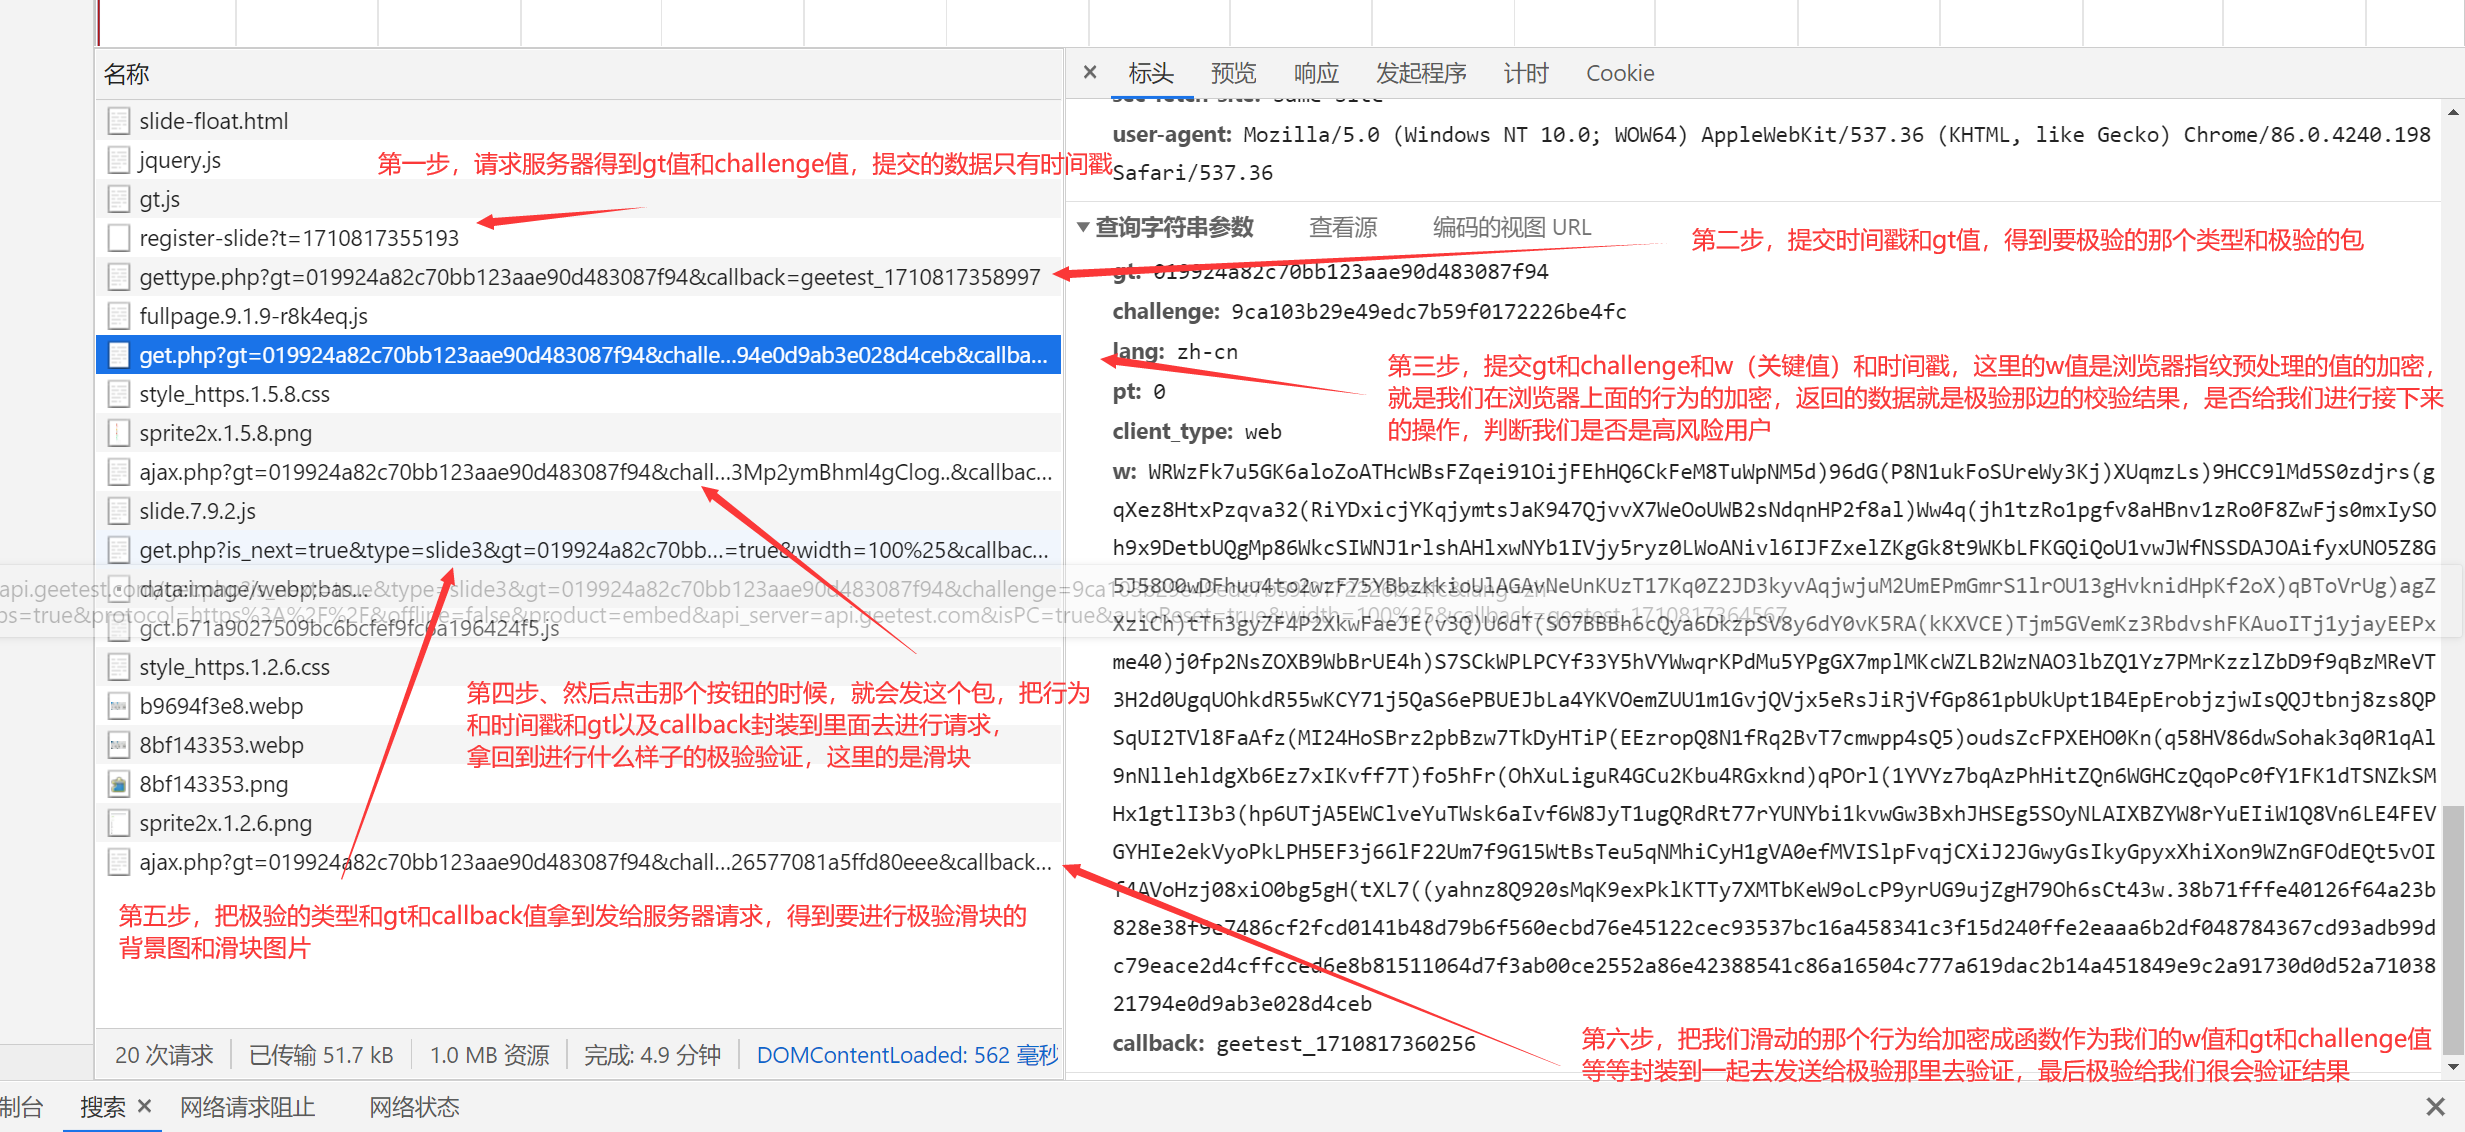 名称
slide-float.html
jquery.js
第一步，请求服务器得到gt值和challenge值，提交的数据只有时间戳
gt.js
register-slide?t=1710817355193
gettype.php?gt=019924a82c70bb123aae90d483087f94&callback=geetest_1710817358997
fullpage.9.1.9-r8k4eq.js
get.php?gt=019924a82c70bb123aae90d483087f94&challe...94e0d9ab3e028d4ceb&callba...
style_https.1.5.8.css
sprite2x.1.5.8.png
ajax.php?gt=019924a82c70bb123aae90d483087f94&chall...3Mp2ymBhml4gClog..&callbac...
slide.7.9.2.js
get.php?is_next=true&type=slide3&gt=019924a82c70bb...=true&width=100%25&callbac...
data:image/webp;bas...
gct.b71a9027509bc6bcfef9fc6a196424f5.js
style_https.1.2.6.css
b9694f3e8.webp
8bf143353.webp
8bf143353.png
sprite2x.1.2.6.png
ajax.php?gt=019924a82c70bb123aae90d483087f94&chall...26577081a5ffd80eee&callback...
第四步、然后点击那个按钮的时候，就会发这个包，把行为
和时间戳和gt以及callback封装到里面去进行请求，
拿回到进行什么样子的极验验证，这里的是滑块
第五步，把极验的类型和gt和callback值拿到发给服务器请求，得到要进行极验滑块的
背景图和滑块图片
20 次请求 已传输 51.7 kB 1.0 MB 资源 完成: 4.9 分钟 DOMContentLoaded: 562 毫秒
× 标头 预览 响应 发起程序 计时 Cookie
sec-fetch-site: same-site
user-agent: Mozilla/5.0 (Windows NT 10.0; WOW64) AppleWebKit/537.36 (KHTML, like Gecko) Chrome/86.0.4240.198
Safari/537.36
查询字符串参数 查看源 编码的视图 URL
第二步，提交时间戳和gt值，得到要极验的那个类型和极验的包
gt: 019924a82c70bb123aae90d483087f94
challenge: 9ca103b29e49edc7b59f0172226be4fc
lang: zh-cn
pt: 0
client_type: web
第三步，提交gt和challenge和w（关键值）和时间戳，这里的w值是浏览器指纹预处理的值的加密，
就是我们在浏览器上面的行为的加密，返回的数据就是极验那边的校验结果，是否给我们进行接下来
的操作，判断我们是否是高风险用户
w: WRWzFk7u5GK6aloZoATHcWBsFZqei91OijFEhHQ6CkFeM8TuWpNM5d)96dG(P8N1ukFoSUreWy3Kj)XUqmzLs)9HCC9lMd5S0zdjrs(g
qXez8HtxPzqva32(RiYDxicjYKqjymtsJaK947QjvvX7WeOoUWB2sNdqnHP2f8al)Ww4q(jh1tzRo1pgfv8aHBnv1zRo0F8ZwFjs0mxIySO
h9x9DetbUQgMp86WkcSIWNJ1rlshAHlxwNYb1IVjy5ryz0LWoANivl6IJFZxelZKgGk8t9WKbLFKGQiQoU1vwJWfNSSDAJOAifyxUNO5Z8G
me40)j0fp2NsZOXB9WbBrUE4h)S7SCkWPLPCYf33Y5hVYWwqrKPdMu5YPgGX7mplMKcWZLB2WzNAO3lbZQ1Yz7PMrKzzlZbD9f9qBzMReVT
3H2d0UgqUOhkdR55wKCY71j5QaS6ePBUEJbLa4YKVOemZUU1m1GvjQVjx5eRsJiRjVfGp861pbUkUpt1B4EpErobjzjwIsQQJtbnj8zs8QP
SqUI2TVl8FaAfz(MI24HoSBrz2pbBzw7TkDyHTiP(EEzropQ8N1fRq2BvT7cmwpp4sQ5)oudsZcFPXEHO0Kn(q58HV86dwSohak3q0R1qAl
9nNllehldgXb6Ez7xIKvff7T)fo5hFr(OhXuLiguR4GCu2Kbu4RGxknd)qPOrl(1YVYz7bqAzPhHitZQn6WGHCzQqoPc0fY1FK1dTSNZkSM
Hx1gtlI3b3(hp6UTjA5EWClveYuTWsk6aIvf6W8JyT1ugQRdRt77rYUNYbi1kvwGw3BxhJHSEg5SOyNLAIXBZYW8rYuEIiW1Q8Vn6LE4FEV
GYHIe2ekVyoPkLPH5EF3j66lF22Um7f9G15WtBsTeu5qNMhiCyH1gVA0efMVISlpFvqjCXiJ2JGwyGsIkyGpyxXhiXon9WZnGFOdEQt5vOI
f4AVoHzj08xiO0bg5gH(tXL7((yahnz8Q920sMqK9exPklKTTy7XMTbKeW9oLcP9yrUG9ujZgH79Oh6sCt43w.38b71fffe40126f64a23b
828e38f9e7486cf2fcd0141b48d79b6f560ecbd76e45122cec93537bc16a458341c3f15d240ffe2eaaa6b2df048784367cd93adb99d
c79eace2d4cffcced6e8b81511064d7f3ab00ce2552a86e42388541c86a16504c777a619dac2b14a451849e9c2a91730d0d52a71038
21794e0d9ab3e028d4ceb
callback: geetest_1710817360256
第六步，把我们滑动的那个行为给加密成函数作为我们的w值和gt和challenge值
等等封装到一起去发送给极验那里去验证，最后极验给我们很会验证结果
制台 搜索 × 网络请求阻止 网络状态 ×